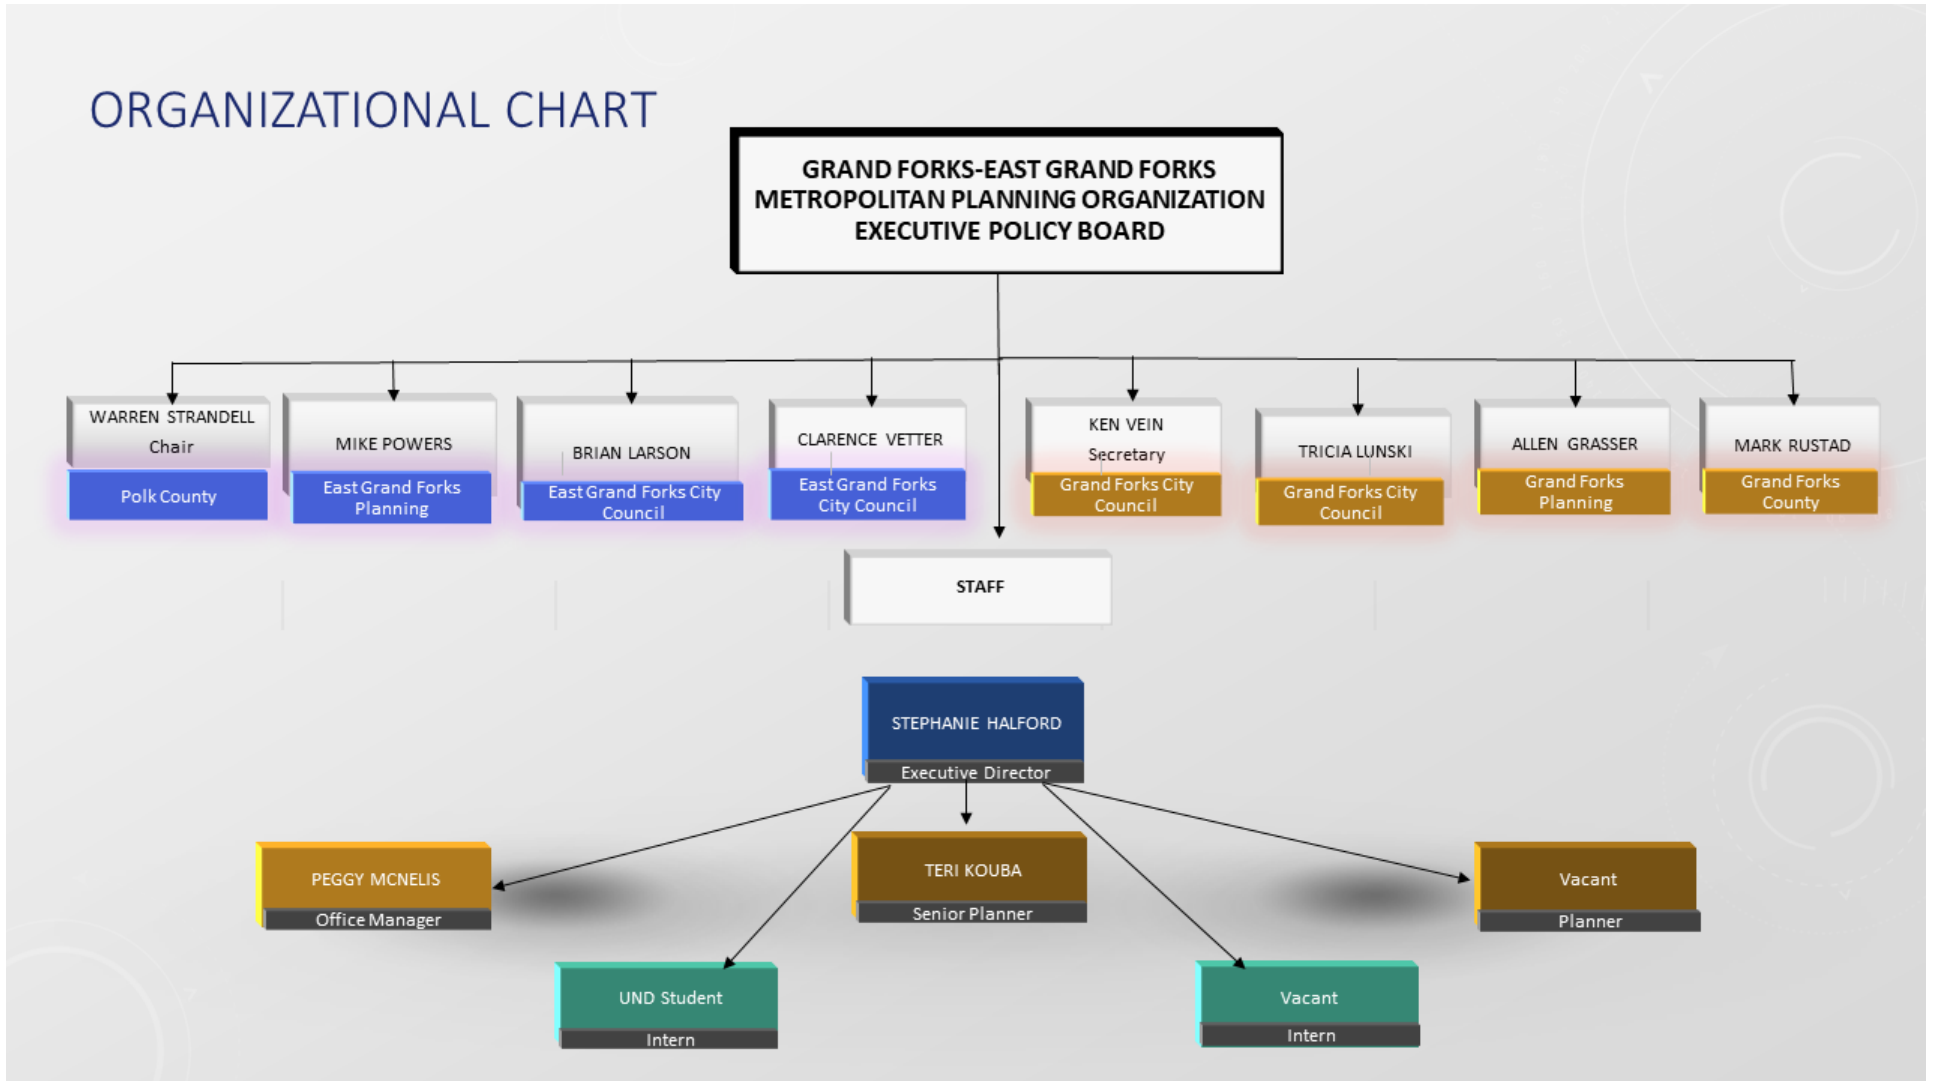 ORGANIZATIONAL CHART
GRAND FORKS-EAST GRAND FORKS
METROPOLITAN PLANNING ORGANIZATION
EXECUTIVE POLICY BOARD
WARREN STRANDELL
Chair
Polk County
MIKE POWERS
East Grand Forks
Planning
BRIAN LARSON
East Grand Forks City
Council
CLARENCE VETTER
East Grand Forks
City Council
KEN VEIN
Secretary
Grand Forks City
Council
TRICIA LUNSKI
Grand Forks City
Council
ALLEN GRASSER
Grand Forks
Planning
MARK RUSTAD
Grand Forks
County
STAFF
STEPHANIE HALFORD
Executive Director
PEGGY MCNELIS
Office Manager
TERI KOUBA
Senior Planner
Vacant
Planner
UND Student
Intern
Vacant
Intern